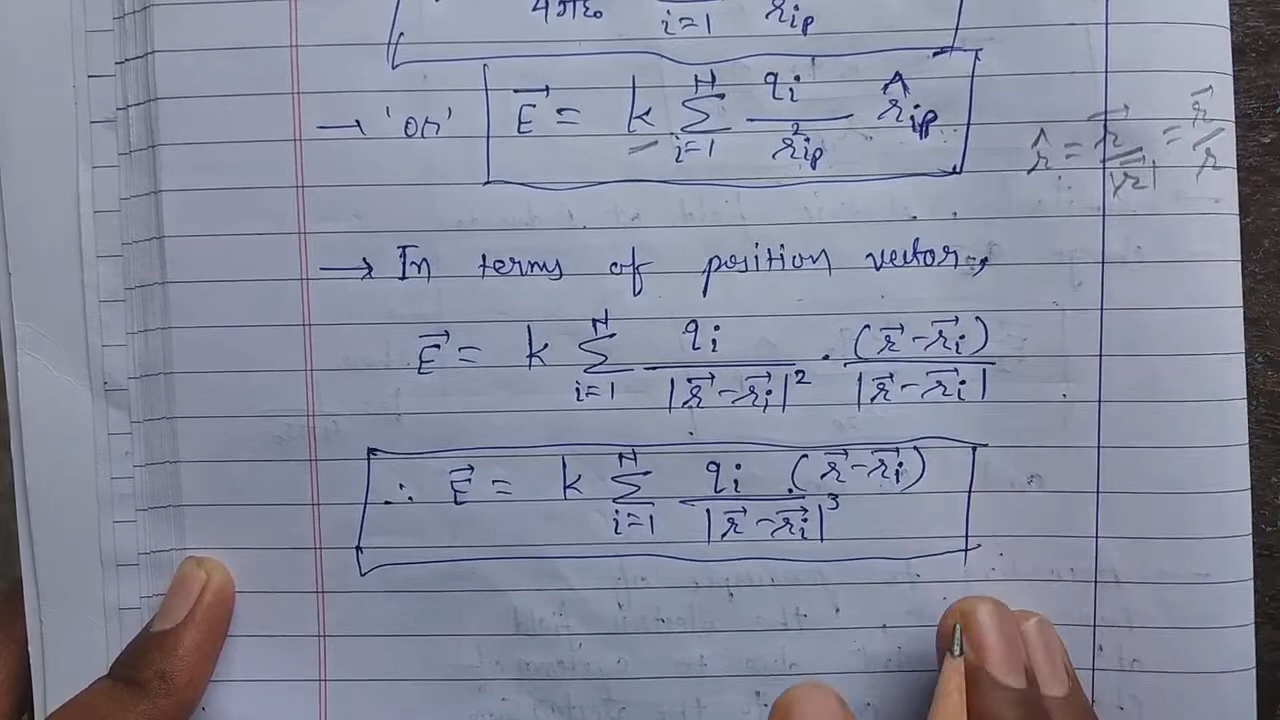 4πε₀ i=1 r_ip
→ 'or' E⃗ = k Σ_{i=1}^{N} q_i / r²_ip r̂_ip
r̂ = r⃗ / |r⃗| = r⃗ / r
→ In terms of position vector,
E⃗ = k Σ_{i=1}^{N} q_i / |r⃗ - r⃗_i|² · (r⃗ - r⃗_i) / |r⃗ - r⃗_i|
∴ E⃗ = k Σ_{i=1}^{N} q_i / |r⃗ - r⃗_i|³ (r⃗ - r⃗_i)